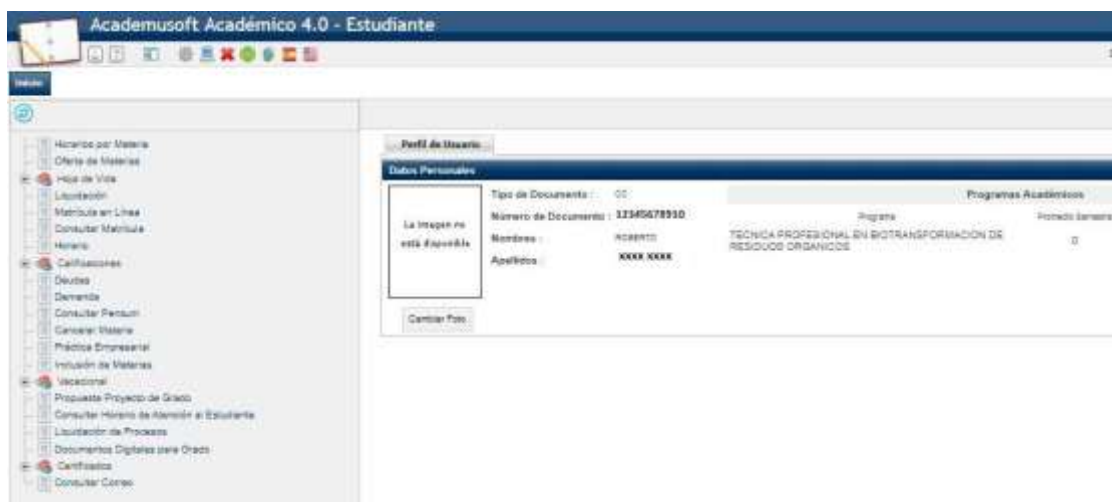 Academusoft Académico 4.0 - Estudiante
Inicio
Horarios por Materia
Oferta de Materias
Hoja de Vida
Liquidación
Matrícula en Línea
Consultar Matrícula
Horario
Calificaciones
Deudas
Demanda
Consultar Pensum
Cancelar Materia
Práctica Empresarial
Inclusión de Materias
Vacacional
Propuesta Proyecto de Grado
Consultar Horario de Atención al Estudiante
Liquidación de Procesos
Documentos Digitales para Grado
Certificados
Consultar Correo
Perfil de Usuario
Datos Personales
La imagen no
está disponible
Cambiar Foto
Tipo de Documento : CC
Número de Documento : 12345678910
Nombres : ROBERTO
Apellidos : XXXX XXXX
Programas Académicos
Programa
TECNICA PROFESIONAL EN BIOTRANSFORMACION DE
RESIDUOS ORGANICOS
0